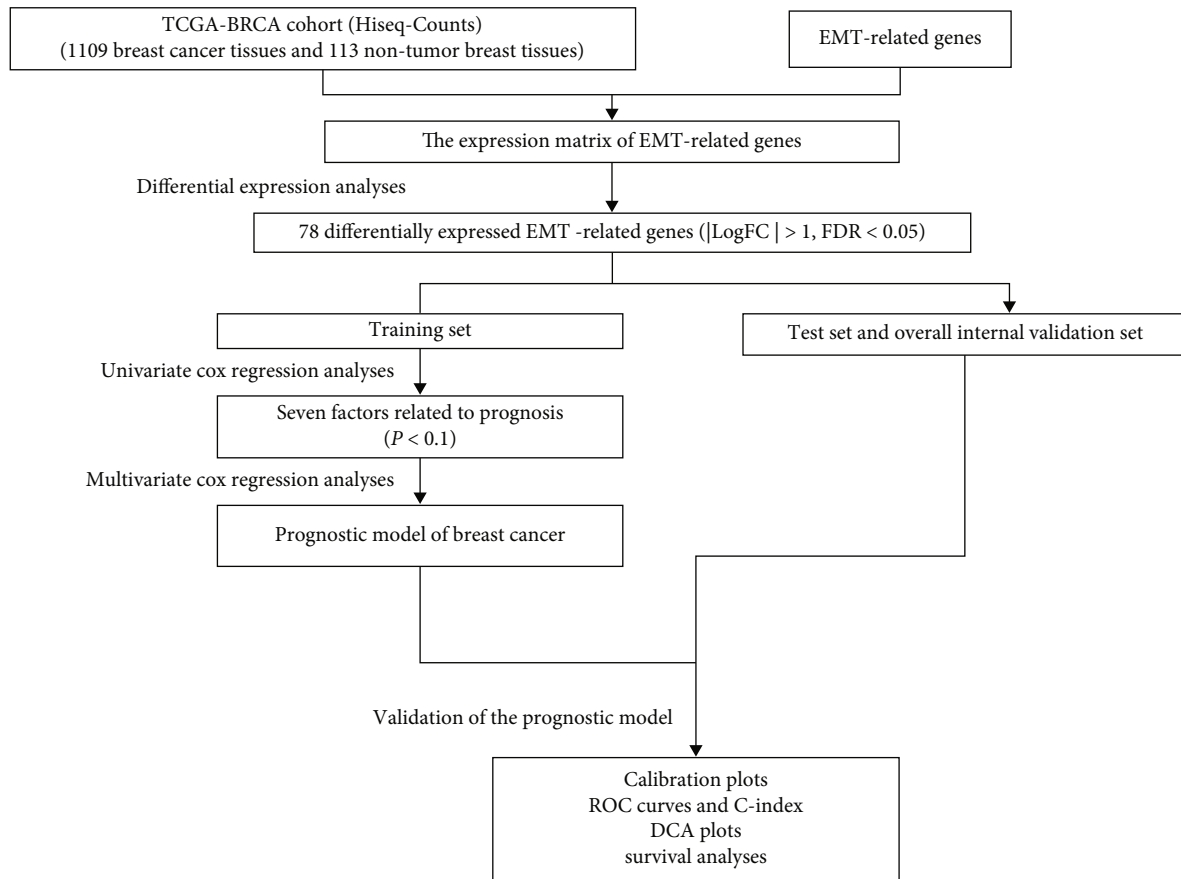 TCGA-BRCA cohort (Hiseq-Counts)
(1109 breast cancer tissues and 113 non-tumor breast tissues)
EMT-related genes
The expression matrix of EMT-related genes
Differential expression analyses
78 differentially expressed EMT -related genes (|LogFC | > 1, FDR < 0.05)
Training set
Test set and overall internal validation set
Univariate cox regression analyses
Seven factors related to prognosis
(P < 0.1)
Multivariate cox regression analyses
Prognostic model of breast cancer
Validation of the prognostic model
Calibration plots
ROC curves and C-index
DCA plots
survival analyses